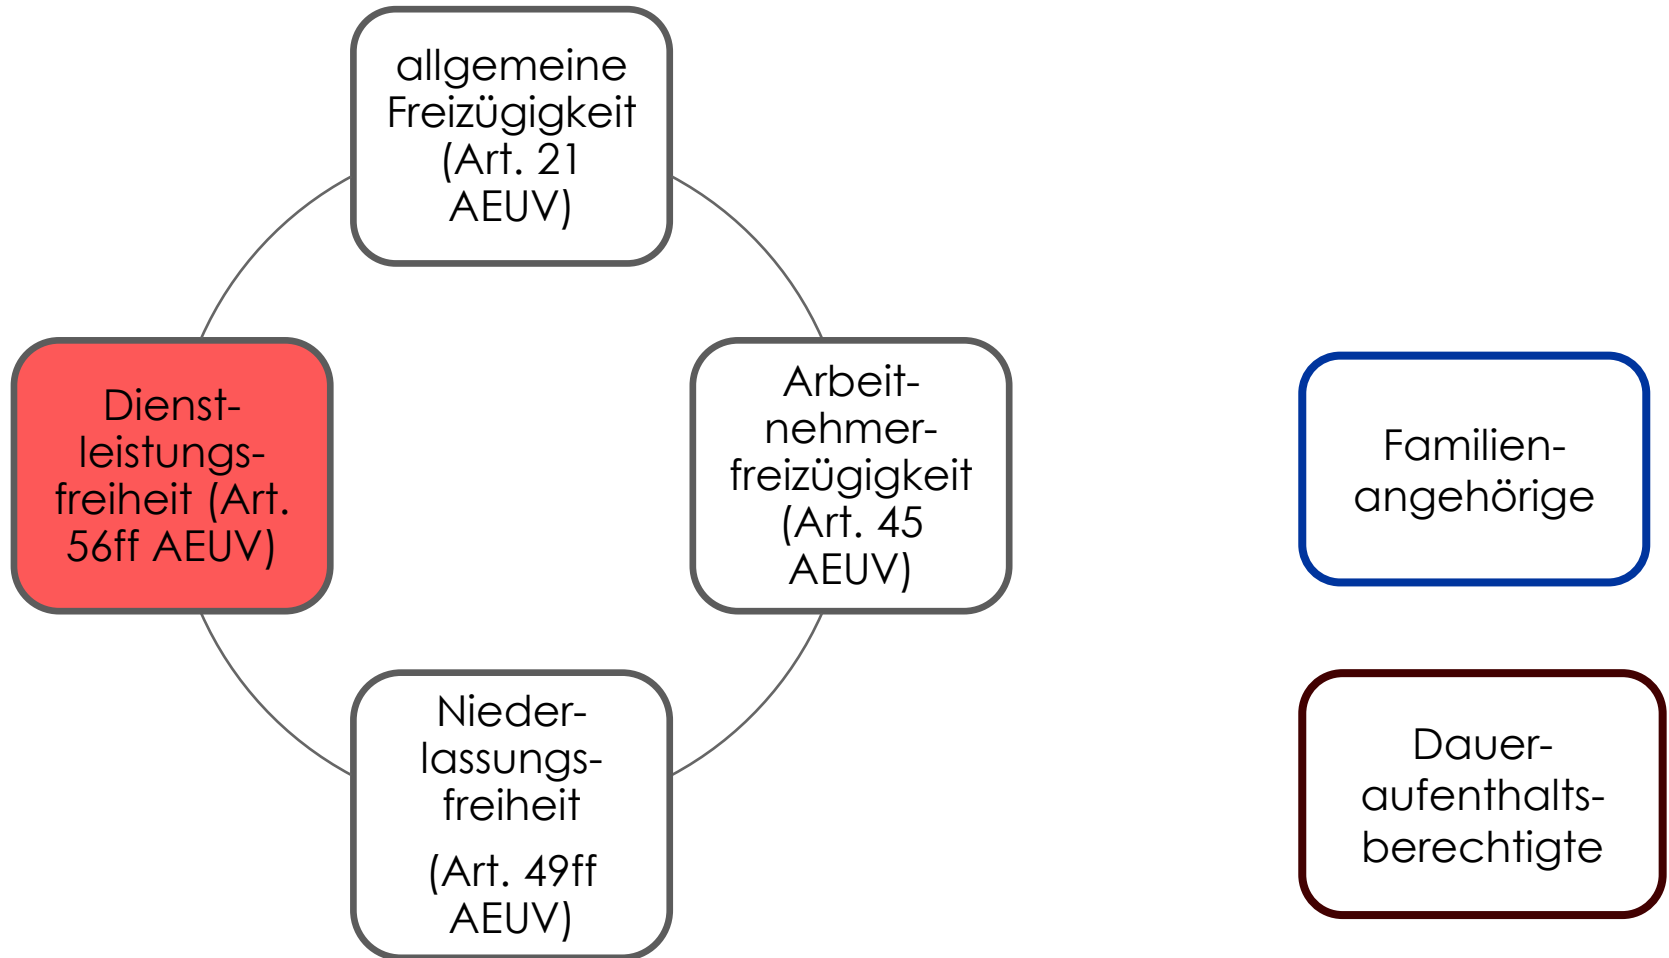 allgemeine
Freizügigkeit
(Art. 21
AEUV)
Dienst-
leistungs-
freiheit (Art.
56ff AEUV)
Arbeit-
nehmer-
freizügigkeit
(Art. 45
AEUV)
Nieder-
lassungs-
freiheit
(Art. 49ff
AEUV)
Familien-
angehörige
Dauer-
aufenthalts-
berechtigte